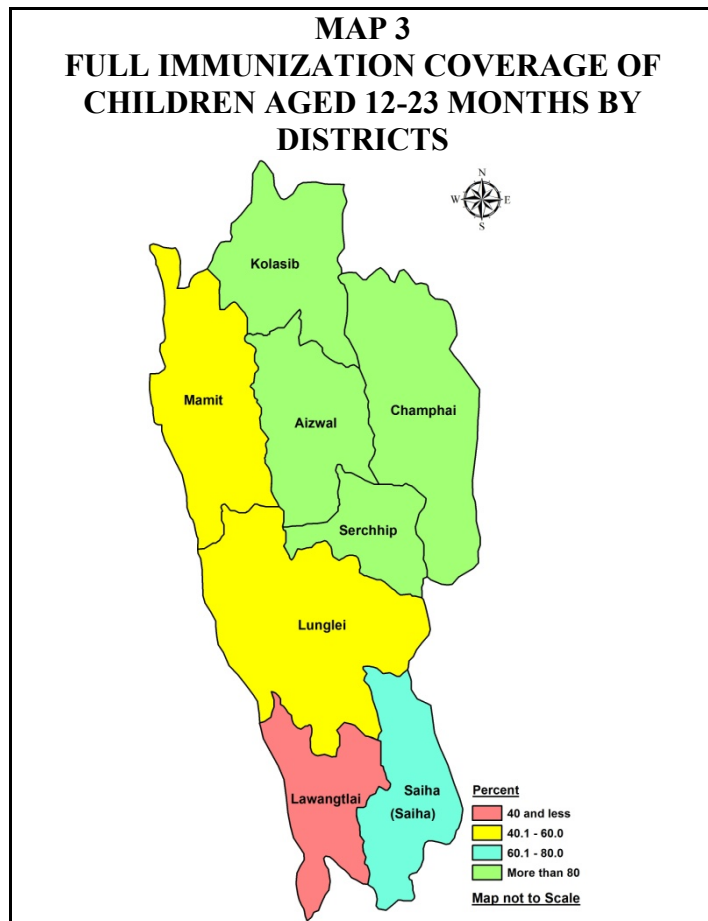 MAP 3
FULL IMMUNIZATION COVERAGE OF
CHILDREN AGED 12-23 MONTHS BY
DISTRICTS
N
W E
S
Kolasib
Mamit
Aizwal
Champhai
Serchhip
Lunglei
Lawangtlai
Saiha
(Saiha)
Percent
40 and less
40.1 - 60.0
60.1 - 80.0
More than 80
Map not to Scale